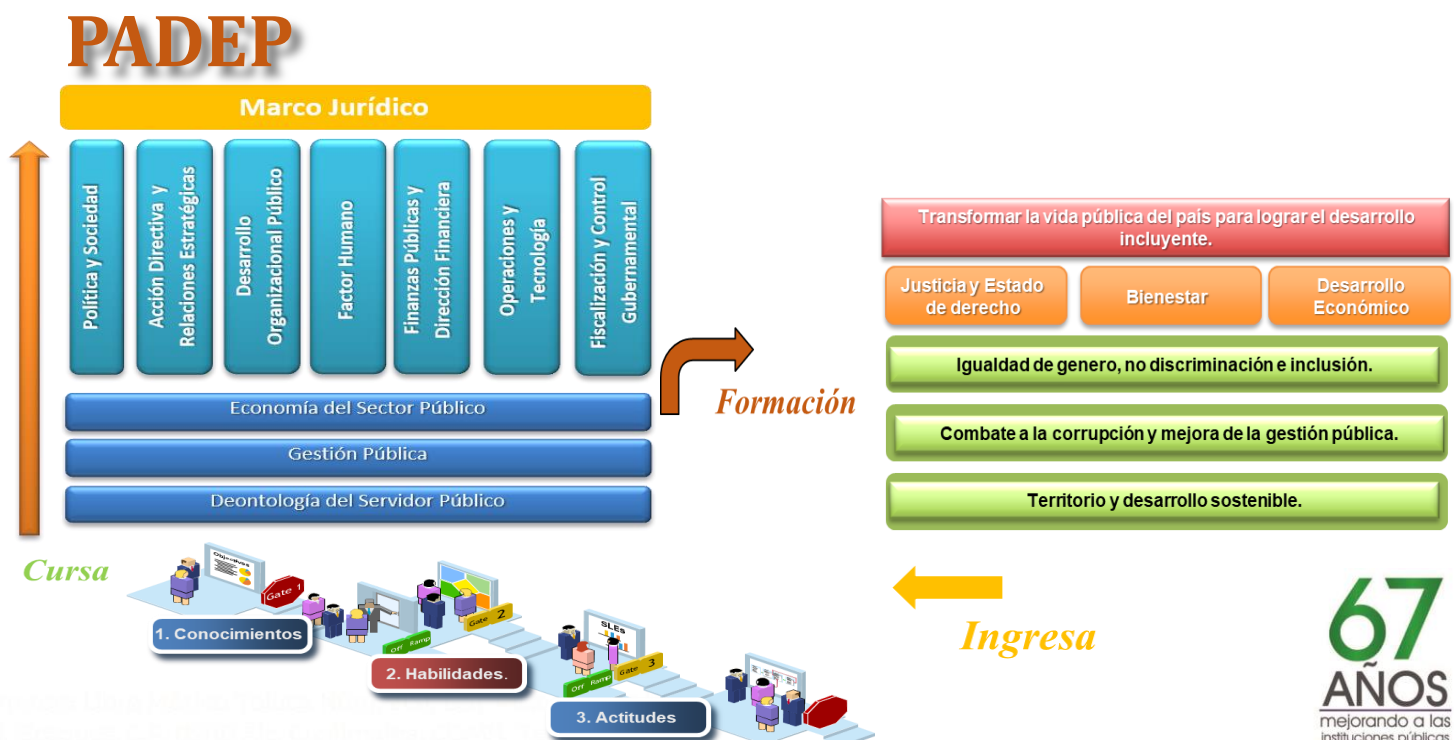 PADEP
Marco Jurídico
Política y Sociedad
Acción Directiva y
Relaciones Estratégicas
Desarrollo
Organizacional Público
Factor Humano
Finanzas Públicas y
Dirección Financiera
Operaciones y
Tecnología
Fiscalización y Control
Gubernamental
Economía del Sector Público
Gestión Pública
Deontología del Servidor Público
Cursa
Objectives
Gate 1
1. Conocimientos
Gate 2
Off Ramp
2. Habilidades.
SLEs
Off Ramp
Gate 3
3. Actitudes
Formación
Transformar la vida pública del país para lograr el desarrollo
incluyente.
Justicia y Estado
de derecho
Bienestar
Desarrollo
Económico
Igualdad de genero, no discriminación e inclusión.
Combate a la corrupción y mejora de la gestión pública.
Territorio y desarrollo sostenible.
Ingresa
67
AÑOS
mejorando a las
instituciones públicas